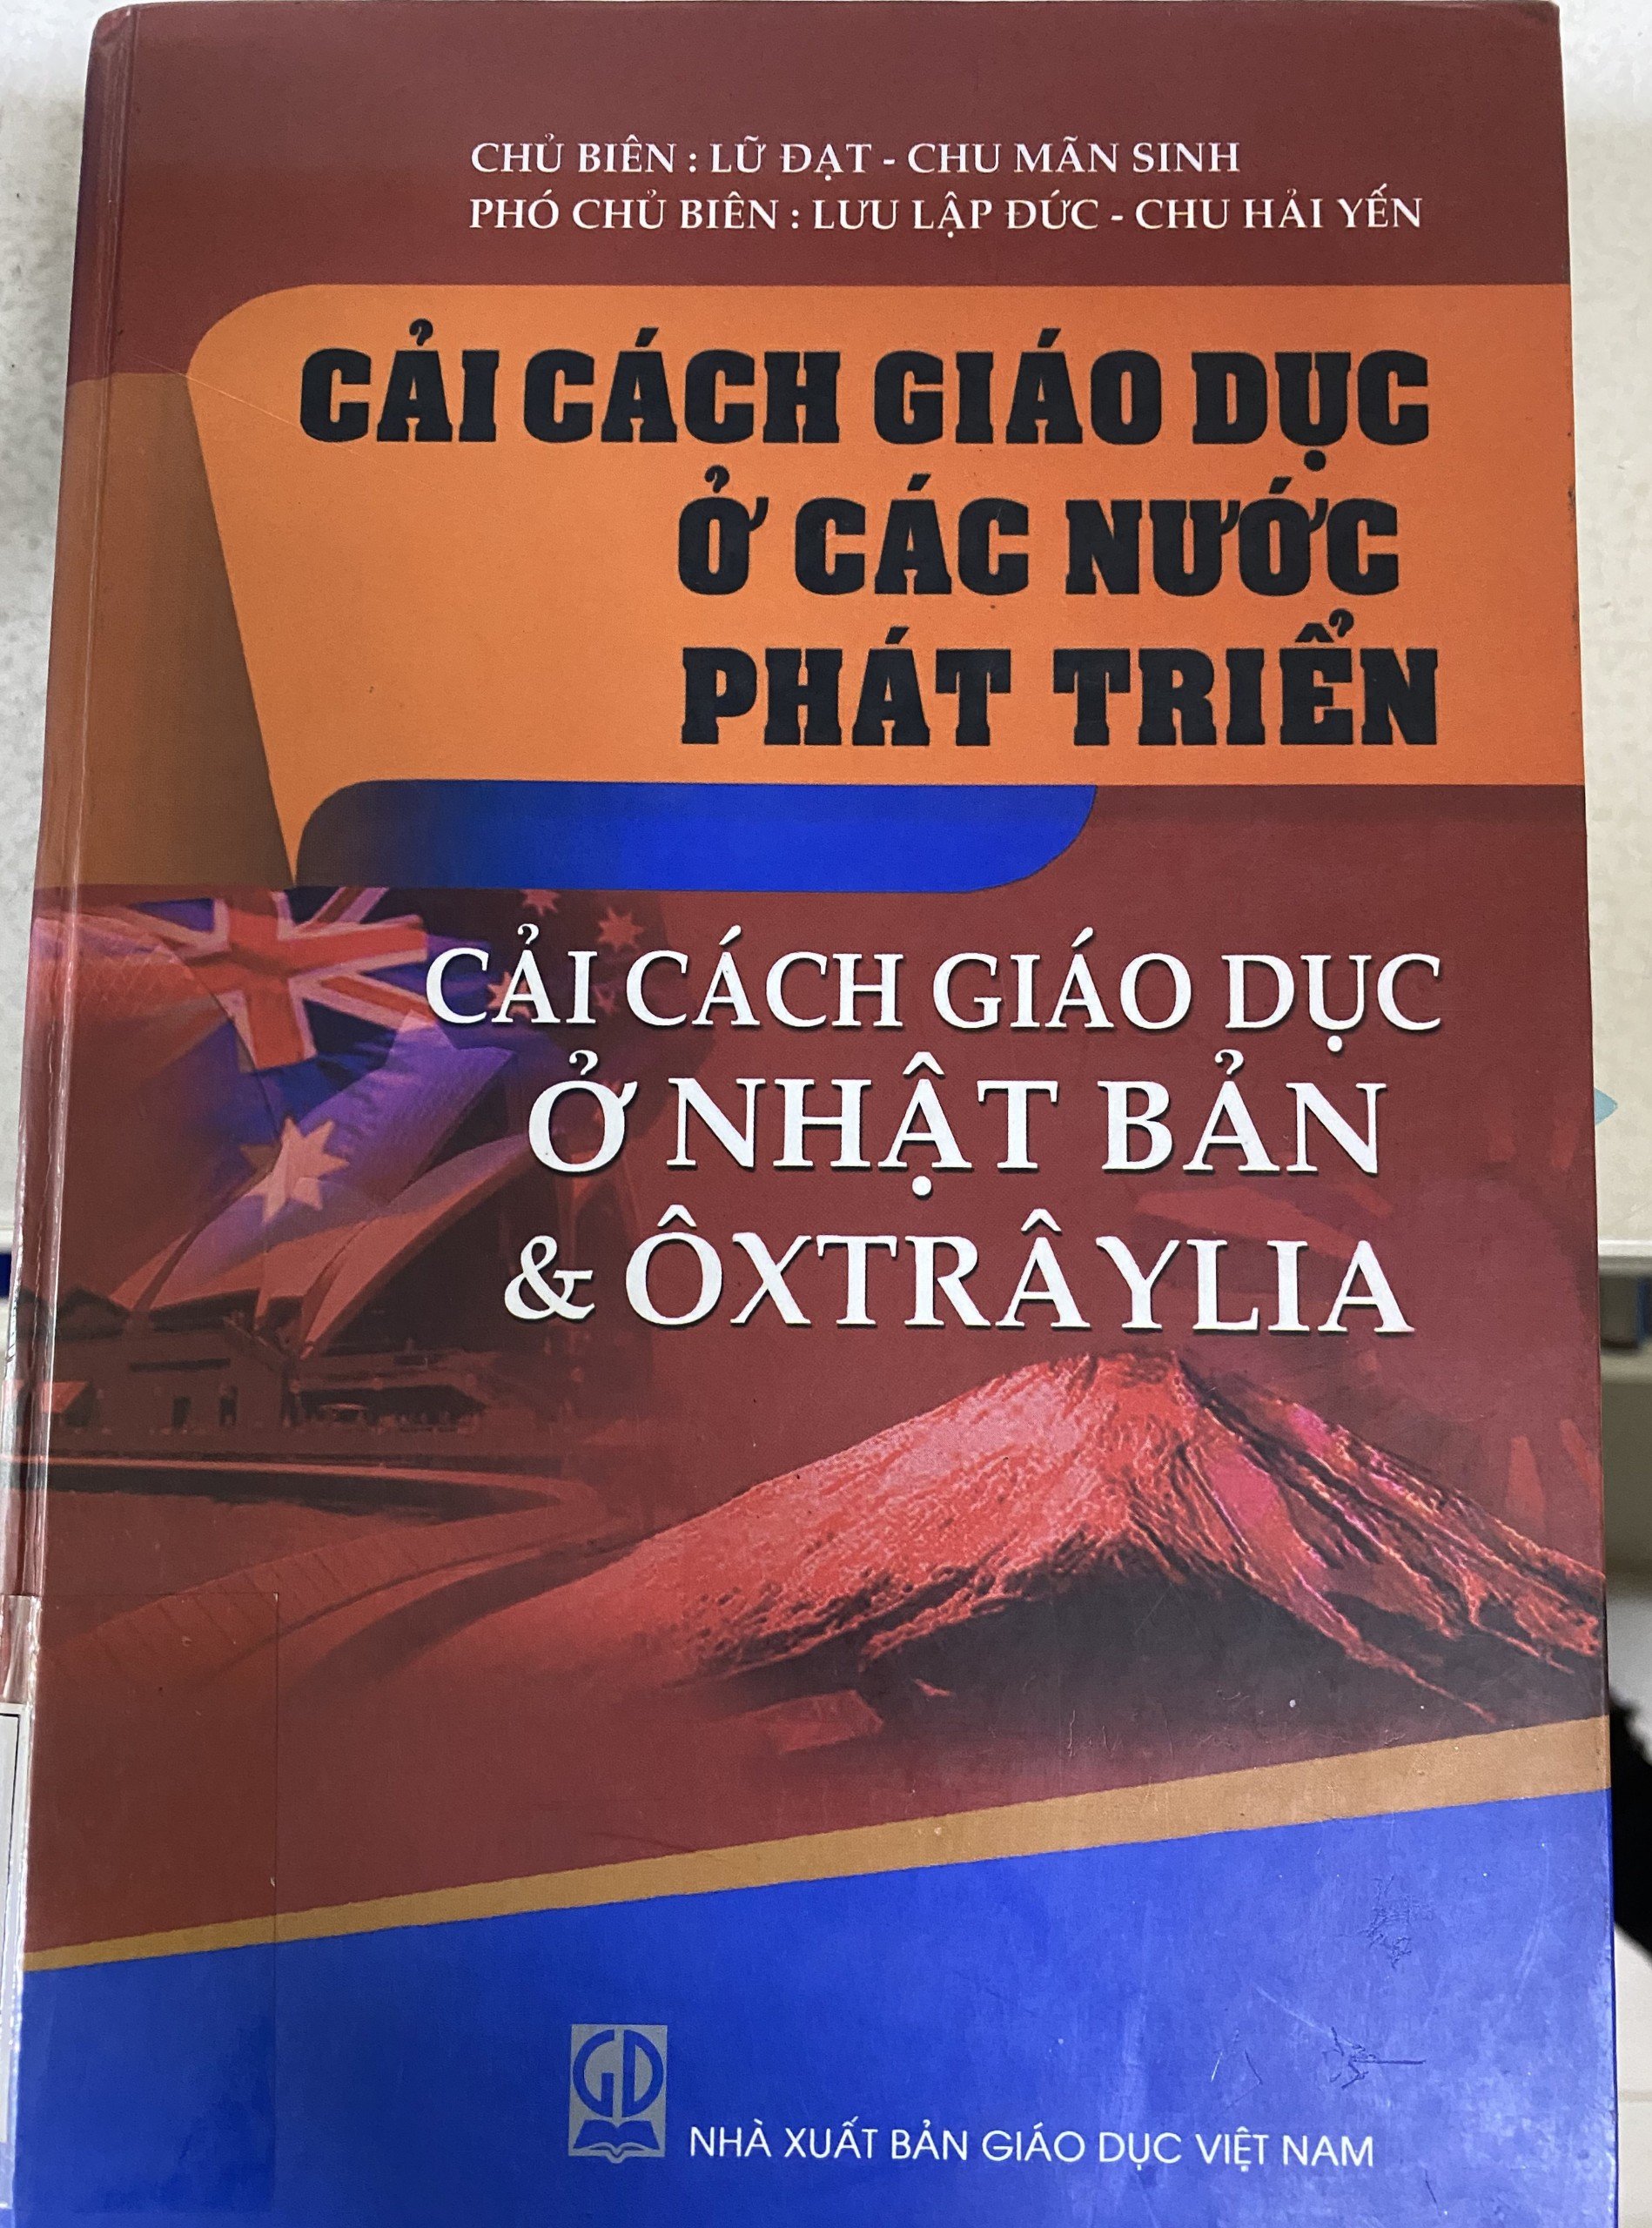 CHỦ BIÊN : LỮ ĐẠT - CHU MÃN SINH
PHÓ CHỦ BIÊN : LƯU LẬP ĐỨC - CHU HẢI YẾN
CẢI CÁCH GIÁO DỤC
Ở CÁC NƯỚC
PHÁT TRIỂN
CẢI CÁCH GIÁO DỤC
Ở NHẬT BẢN
& ÔXTRÂYLIA
GD
NHÀ XUẤT BẢN GIÁO DỤC VIỆT NAM